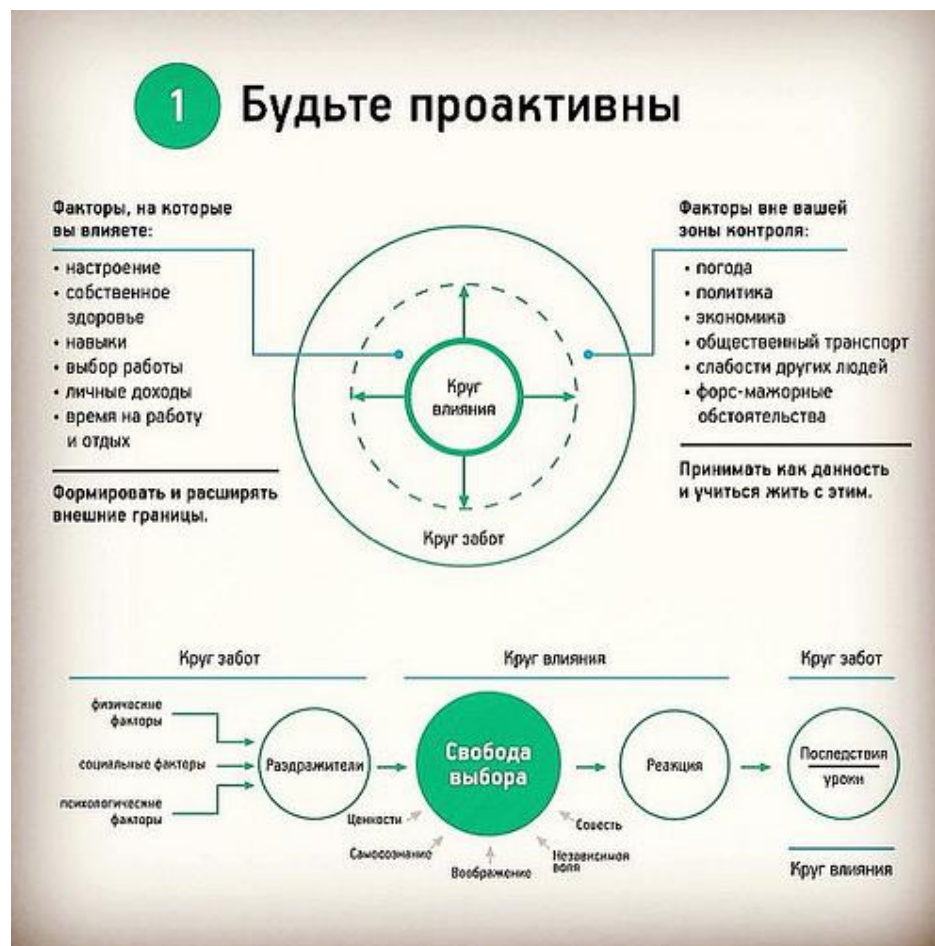 1 Будьте проактивны
Факторы, на которые
вы влияете:
• настроение
• собственное
здоровье
• навыки
• выбор работы
• личные доходы
• время на работу
и отдых
Формировать и расширять
внешние границы.
Круг
влияния
Круг забот
Факторы вне вашей
зоны контроля:
• погода
• политика
• экономика
• общественный транспорт
• слабости других людей
• форс-мажорные
обстоятельства
Принимать как данность
и учиться жить с этим.
Круг забот
физические
факторы
социальные факторы
психологические
факторы
Раздражители
Круг влияния
Свобода
выбора
Ценности
Самосознание
Воображение
Независимая
воля
Совесть
Реакция
Круг забот
Последствия
уроки
Круг влияния